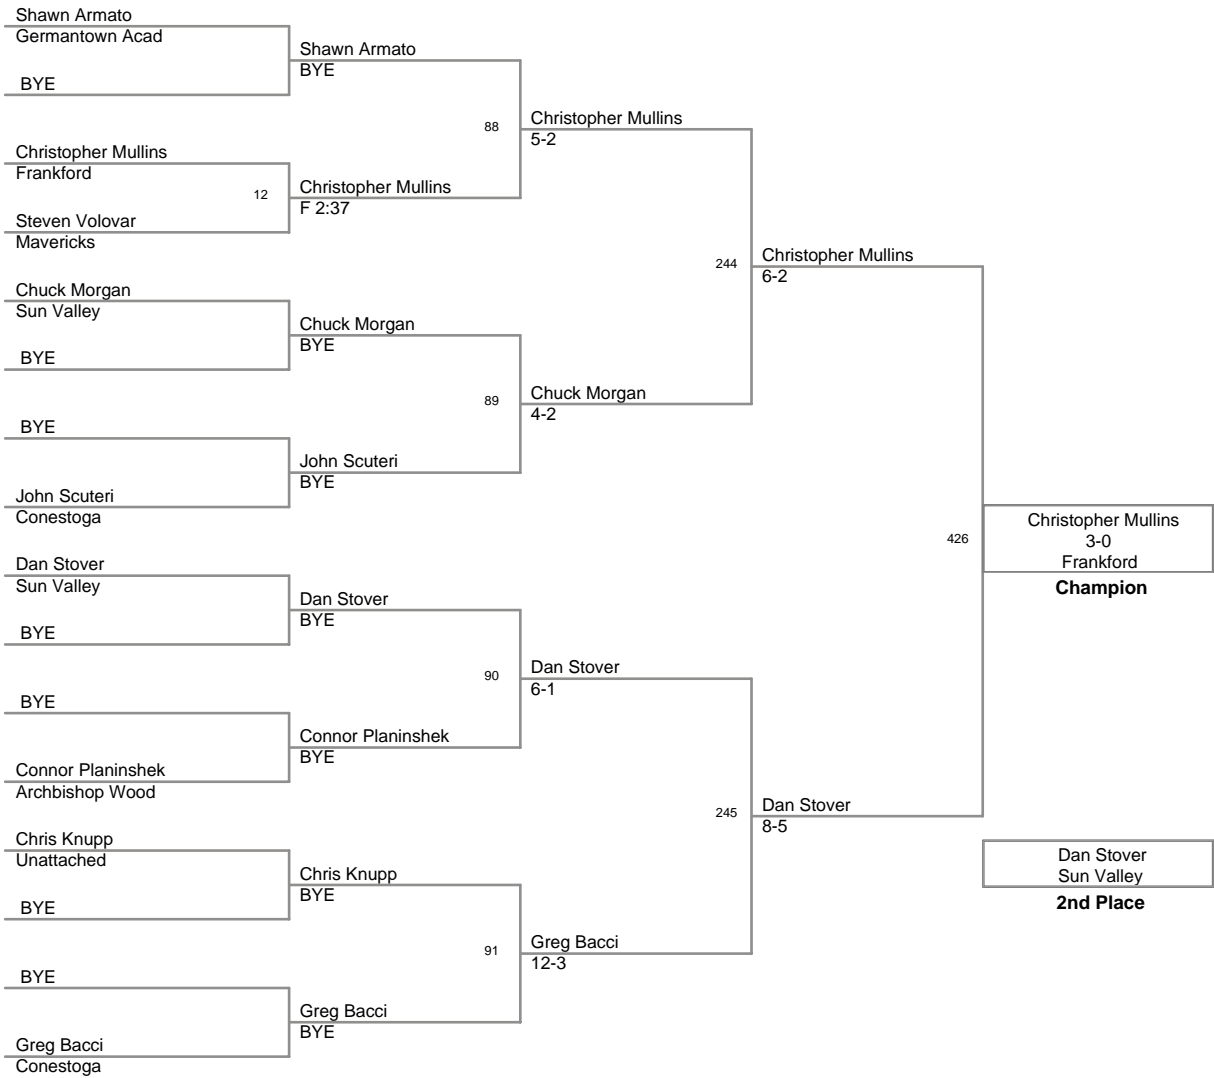 Shawn Armato
Germantown Acad
BYE
Shawn Armato
BYE
Christopher Mullins
Frankford
Steven Volovar
Mavericks
12
Christopher Mullins
F 2:37
88
Christopher Mullins
5-2
Chuck Morgan
Sun Valley
BYE
Chuck Morgan
BYE
BYE
John Scuteri
Conestoga
John Scuteri
BYE
89
Chuck Morgan
4-2
244
Christopher Mullins
6-2
Dan Stover
Sun Valley
BYE
Dan Stover
BYE
BYE
Connor Planinshek
Archbishop Wood
Connor Planinshek
BYE
90
Dan Stover
6-1
Chris Knupp
Unattached
BYE
Chris Knupp
BYE
BYE
Greg Bacci
Conestoga
Greg Bacci
BYE
91
Greg Bacci
12-3
245
Dan Stover
8-5
426
Christopher Mullins
3-0
Frankford
Champion
Dan Stover
Sun Valley
2nd Place